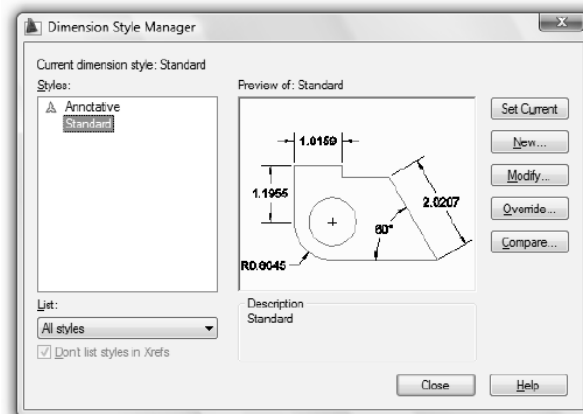 Dimension Style Manager
Current dimension style: Standard
Styles:
Annotative
Standard
Preview of: Standard
1.0159
1.1955
2.0207
60°
R0.8045
Set Current
New...
Modify...
Override...
Compare...
List:
All styles
Don't list styles in Xrefs
Description
Standard
Close
Help